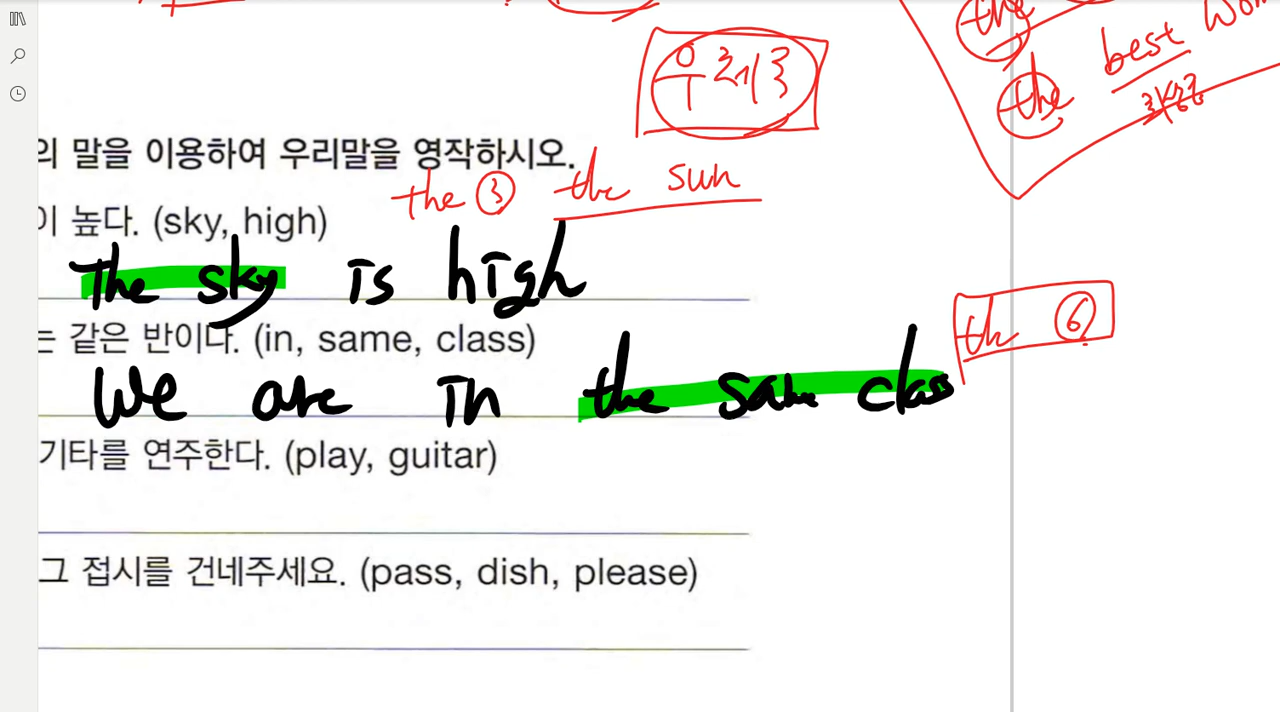 the
the best
우리 3
의 말을 이용하여 우리말을 영작하시오.
the ③ the sun
이 높다. (sky, high)
The sky is high
는 같은 반이다. (in, same, class)
the ⑥
We are in the same class
기타를 연주한다. (play, guitar)
그 접시를 건네주세요. (pass, dish, please)